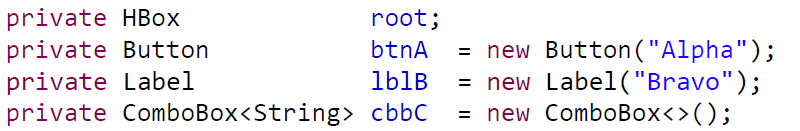 private HBox             root;
private Button           btnA  = new Button("Alpha");
private Label            lblB  = new Label("Bravo");
private ComboBox<String> cbbC  = new ComboBox<>();